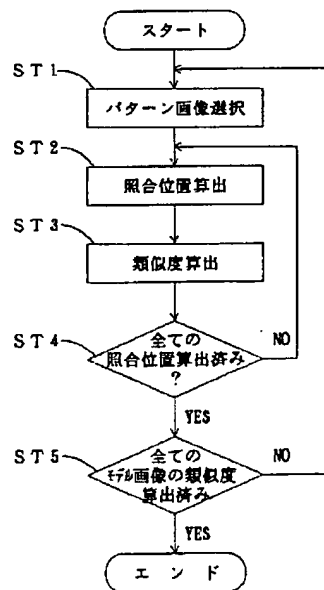 スタート
ST1
パターン画像選択
ST2
照合位置算出
ST3
類似度算出
ST4
全ての
照合位置算出済み
?
NO
YES
ST5
全ての
モデル画像の類似度
算出済み
NO
YES
エンド